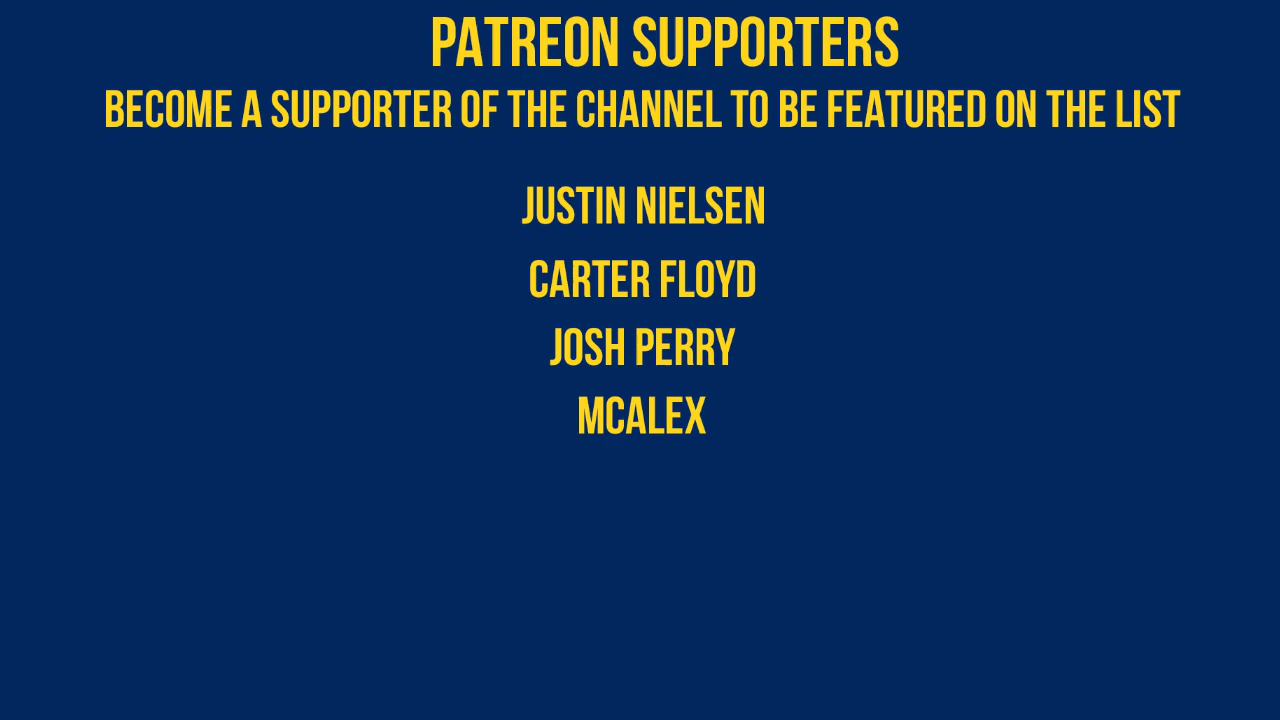 PATREON SUPPORTERS
BECOME A SUPPORTER OF THE CHANNEL TO BE FEATURED ON THE LIST
JUSTIN NIELSEN
CARTER FLOYD
JOSH PERRY
MCALEX